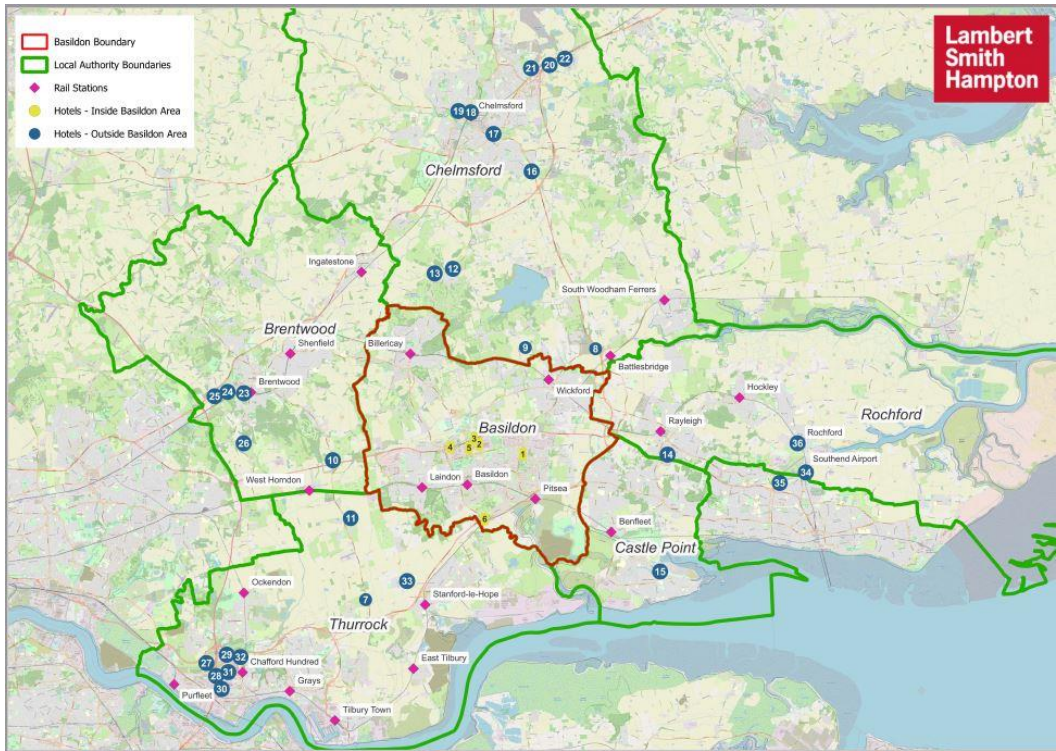 Basildon Boundary
Local Authority Boundaries
Rail Stations
Hotels - Inside Basildon Area
Hotels - Outside Basildon Area
Lambert
Smith
Hampton
22
20
21
19
18
Chelmsford
17
Chelmsford
16
Ingatestone
13
12
South Woodham Ferrers
Brentwood
Shenfield
Billericay
9
8
Battlesbridge
Wickford
25
24
23
Brentwood
Hockley
Rochford
Basildon
Rayleigh
26
4
3
2
5
1
36
Rochford
10
14
Southend Airport
34
35
West Horndon
Laindon
Basildon
Pitsea
11
6
Benfleet
Castle Point
15
33
Ockendon
7
Stanford-le-Hope
Thurrock
27
29
32
Chafford Hundred
28
31
30
East Tilbury
Purfleet
Grays
Tilbury Town